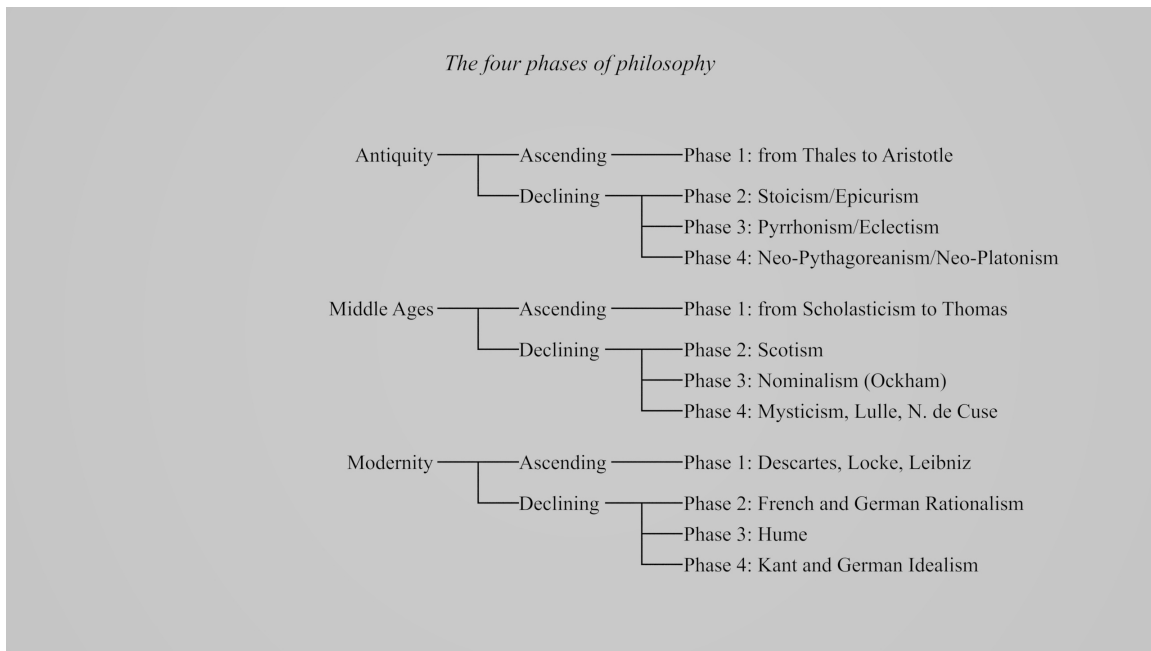 The four phases of philosophy
Antiquity Ascending Phase 1: from Thales to Aristotle
Declining Phase 2: Stoicism/Epicurism
Phase 3: Pyrrhonism/Eclectism
Phase 4: Neo-Pythagoreanism/Neo-Platonism
Middle Ages Ascending Phase 1: from Scholasticism to Thomas
Declining Phase 2: Scotism
Phase 3: Nominalism (Ockham)
Phase 4: Mysticism, Lulle, N. de Cuse
Modernity Ascending Phase 1: Descartes, Locke, Leibniz
Declining Phase 2: French and German Rationalism
Phase 3: Hume
Phase 4: Kant and German Idealism